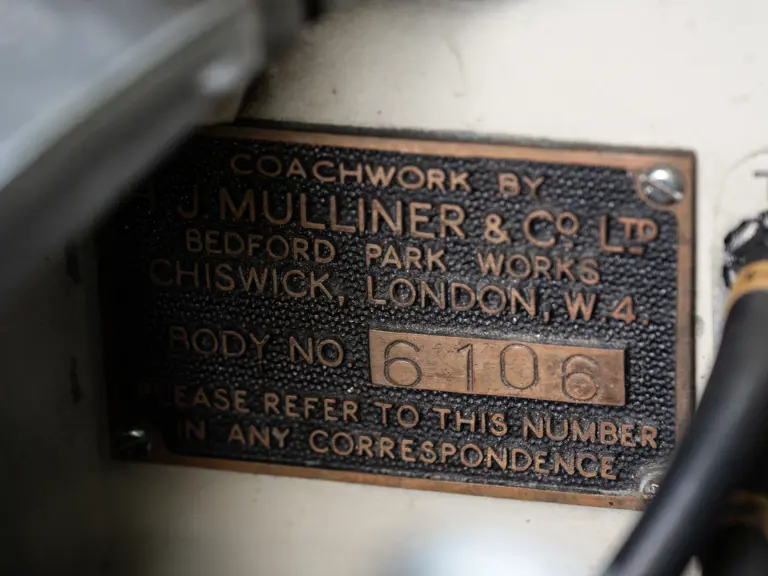 COACHWORK BY
H. J. MULLINER & Co LTD
BEDFORD PARK WORKS
CHISWICK, LONDON, W.4.
BODY NO 6106
PLEASE REFER TO THIS NUMBER
IN ANY CORRESPONDENCE